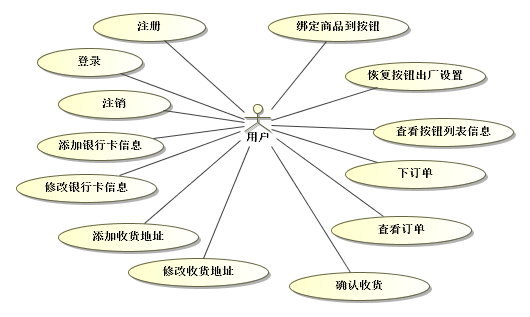 注册
绑定商品到按钮
登录
恢复按钮出厂设置
注销
查看按钮列表信息
用户
添加银行卡信息
下订单
修改银行卡信息
查看订单
添加收货地址
修改收货地址
确认收货